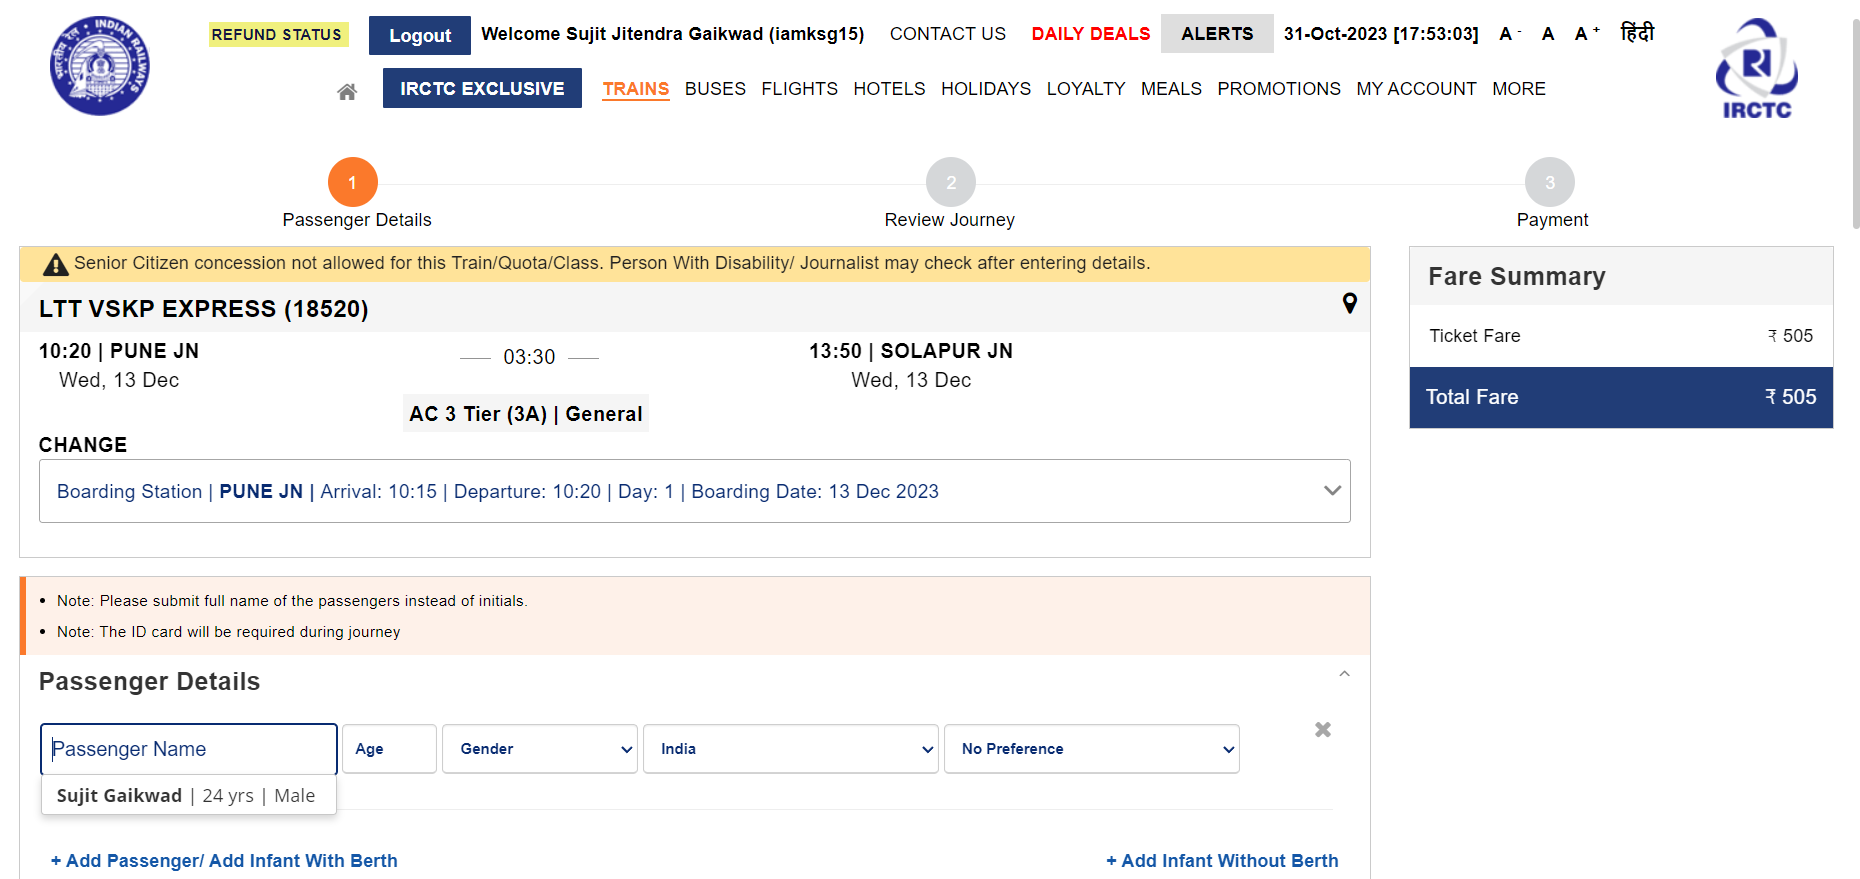 REFUND STATUS Logout Welcome Sujit Jitendra Gaikwad (iamksg15) CONTACT US DAILY DEALS ALERTS 31-Oct-2023 [17:53:03] A - A A + हिंदी
IRCTC EXCLUSIVE TRAINS BUSES FLIGHTS HOTELS HOLIDAYS LOYALTY MEALS PROMOTIONS MY ACCOUNT MORE
INDIAN RAILWAYS भारतीय रेल
IRCTC
1 2 3
Passenger Details Review Journey Payment
Senior Citizen concession not allowed for this Train/Quota/Class. Person With Disability/ Journalist may check after entering details.
LTT VSKP EXPRESS (18520)
10:20 | PUNE JN 03:30 13:50 | SOLAPUR JN
Wed, 13 Dec Wed, 13 Dec
AC 3 Tier (3A) | General
CHANGE
Boarding Station | PUNE JN | Arrival: 10:15 | Departure: 10:20 | Day: 1 | Boarding Date: 13 Dec 2023
Fare Summary
Ticket Fare ₹ 505
Total Fare ₹ 505
• Note: Please submit full name of the passengers instead of initials.
• Note: The ID card will be required during journey
Passenger Details
Passenger Name Age Gender India No Preference
Sujit Gaikwad | 24 yrs | Male
+ Add Passenger/ Add Infant With Berth + Add Infant Without Berth